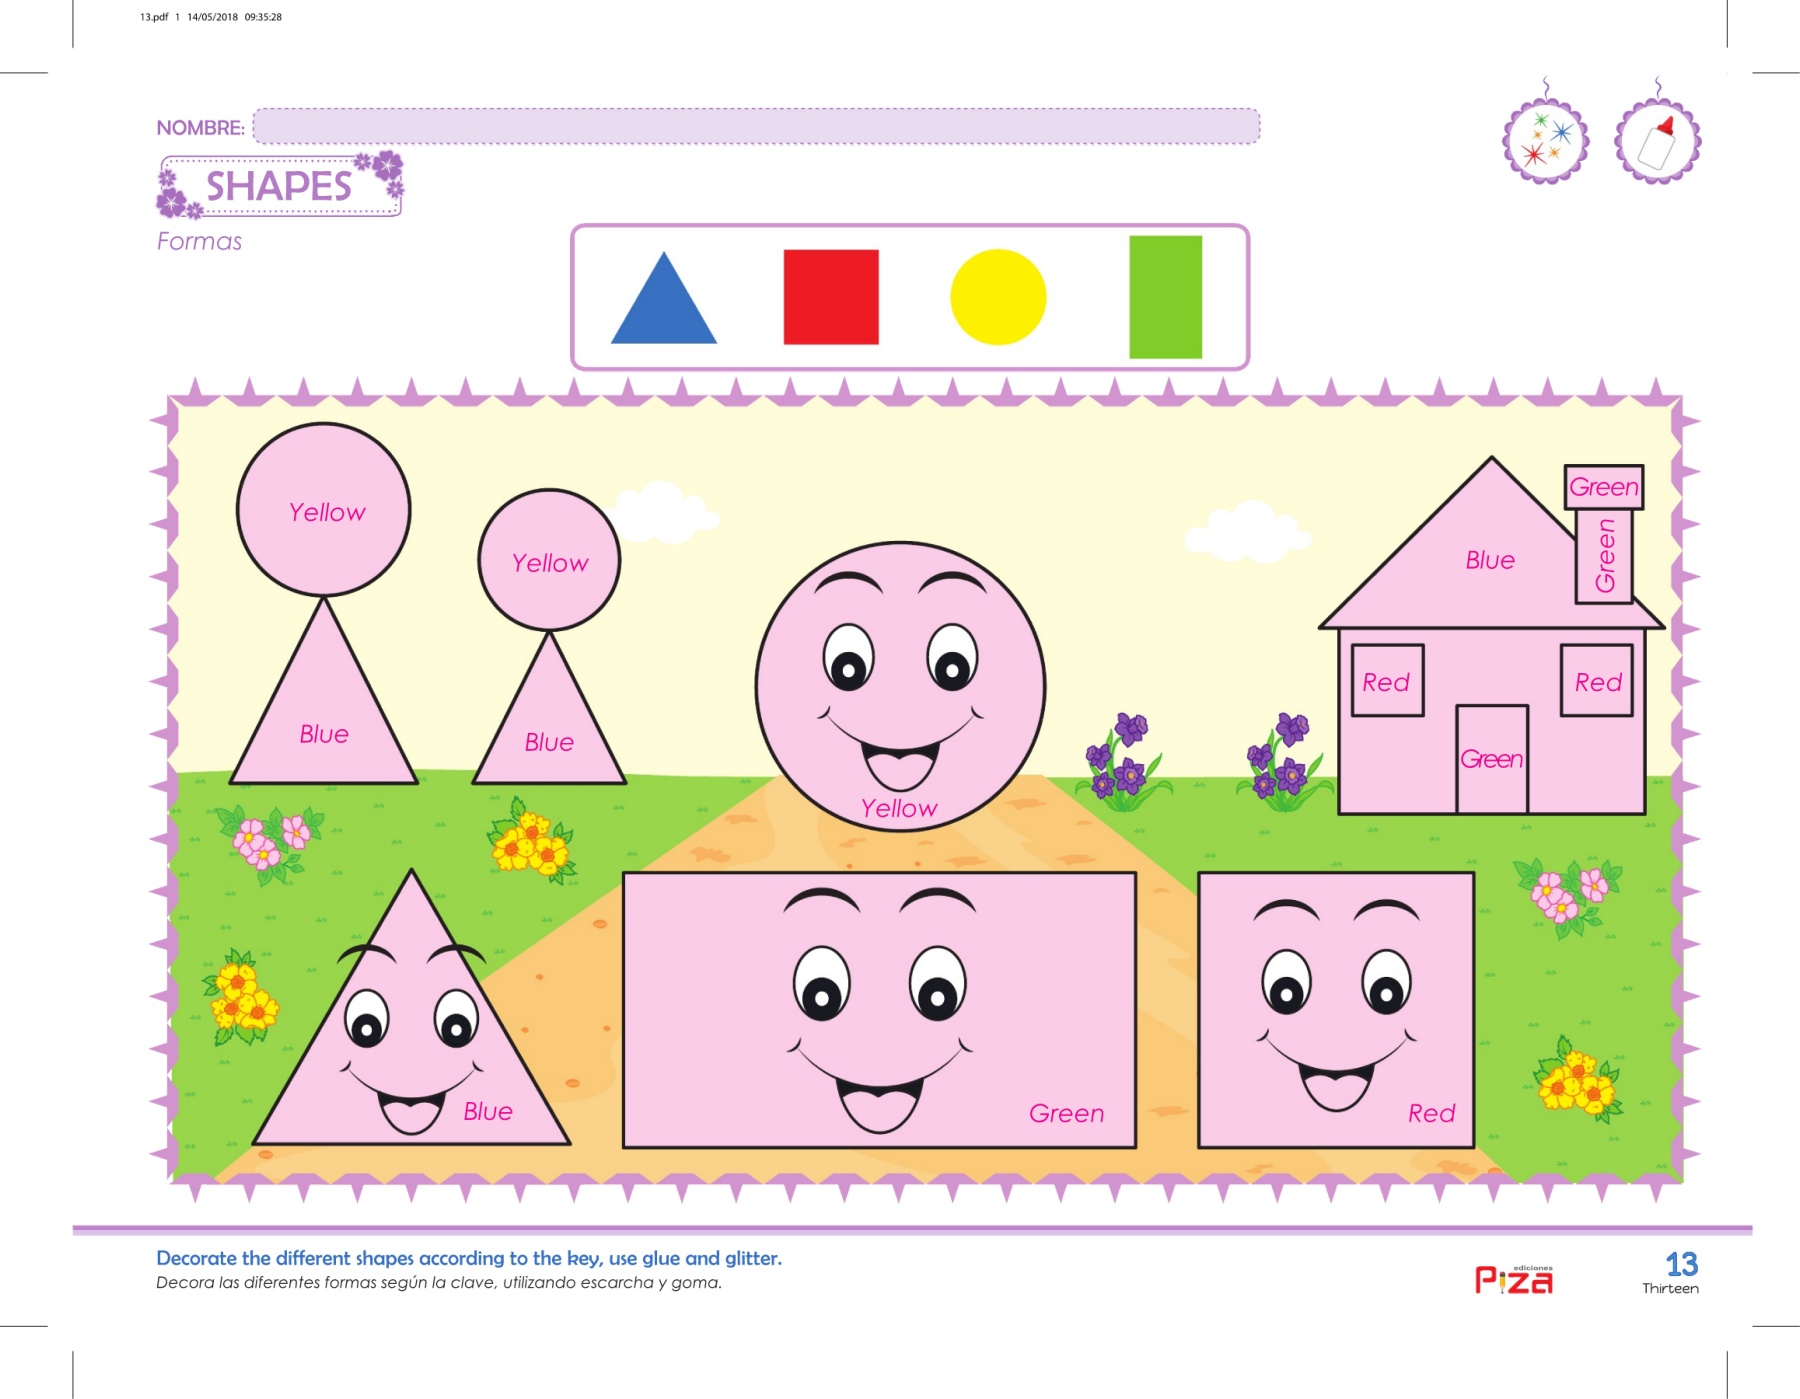 13.pdf 1 14/05/2018 09:35:28
NOMBRE:
SHAPES
Formas
Green
Yellow
Green
Blue
Yellow
Red
Red
Blue
Blue
Green
Yellow
Blue
Green
Red
Decorate the different shapes according to the key, use glue and glitter.
Decora las diferentes formas según la clave, utilizando escarcha y goma.
ediciones
Piza
13
Thirteen